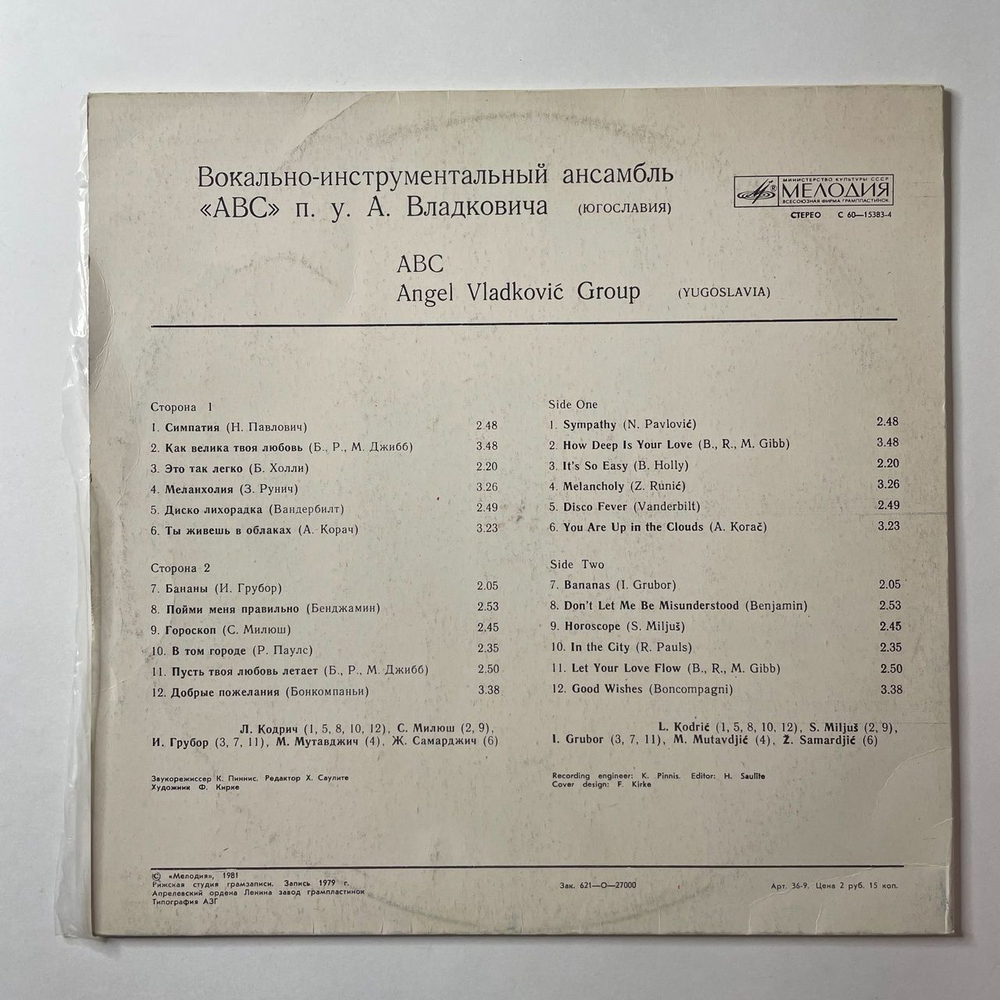 Вокально-инструментальный ансамбль
«АВС» п. у. А. Владковича (ЮГОСЛАВИЯ)
МИНИСТЕРСТВО КУЛЬТУРЫ СССР
МЕЛОДИЯ
ВСЕСОЮЗНАЯ ФИРМА ГРАМПЛАСТИНОК
СТЕРЕО С 60—15383-4
ABC
Angel Vladković Group (YUGOSLAVIA)
Сторона 1
1. Симпатия (Н. Павлович) 2.48
2. Как велика твоя любовь (Б., Р., М. Джибб) 3.48
3. Это так легко (Б. Холли) 2.20
4. Меланхолия (З. Рунич) 3.26
5. Диско лихорадка (Вандербилт) 2.49
6. Ты живешь в облаках (А. Корач) 3.23
Сторона 2
7. Бананы (И. Грубор) 2.05
8. Пойми меня правильно (Бенджамин) 2.53
9. Гороскоп (С. Милюш) 2.45
10. В том городе (Р. Паулс) 2.35
11. Пусть твоя любовь летает (Б., Р., М. Джибб) 2.50
12. Добрые пожелания (Бонкомпаньи) 3.38
Л. Кодрич (1, 5, 8, 10, 12), С. Милюш (2, 9),
И. Грубор (3, 7, 11), М. Мутавджич (4), Ж. Самарджич (6)
Звукорежиссер К. Пиннис. Редактор Х. Саулите
Художник Ф. Кирке
Side One
1. Sympathy (N. Pavlović) 2.48
2. How Deep Is Your Love (B., R., M. Gibb) 3.48
3. It's So Easy (B. Holly) 2.20
4. Melancholy (Z. Runić) 3.26
5. Disco Fever (Vanderbilt) 2.49
6. You Are Up in the Clouds (A. Korač) 3.23
Side Two
7. Bananas (I. Grubor) 2.05
8. Don't Let Me Be Misunderstood (Benjamin) 2.53
9. Horoscope (S. Miljuš) 2.45
10. In the City (R. Pauls) 2.35
11. Let Your Love Flow (B., R., M. Gibb) 2.50
12. Good Wishes (Boncompagni) 3.38
L. Kodrić (1, 5, 8, 10, 12), S. Miljuš (2, 9),
I. Grubor (3, 7, 11), M. Mutavdjić (4), Ž. Samardjić (6)
Recording engineer: K. Pinnis. Editor: H. Saulite
Cover design: F. Kirke
© «Мелодия», 1981
Рижская студия грамзаписи. Запись 1979 г.
Апрелевский ордена Ленина завод грампластинок
Типография АЗГ
Зак. 621—О—27000
Арт. 36-9. Цена 2 руб. 15 коп.